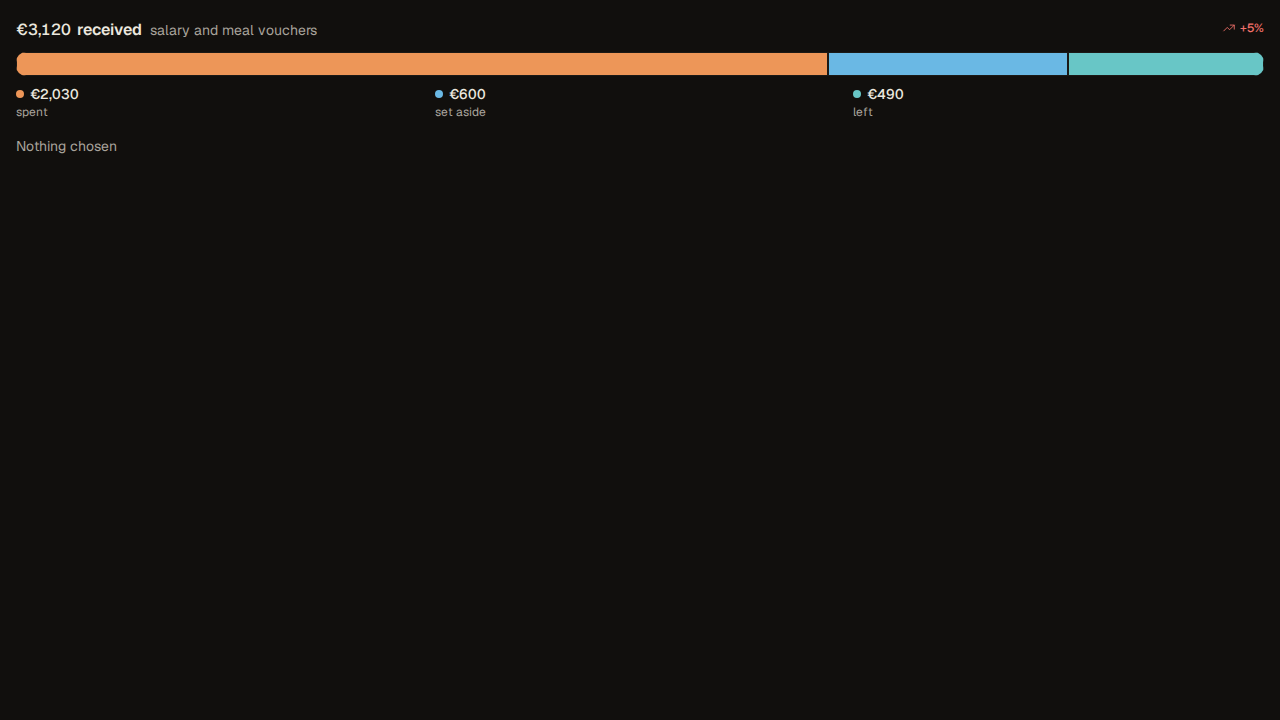 €3,120 received salary and meal vouchers
+5%
€2,030
spent
€600
set aside
€490
left
Nothing chosen